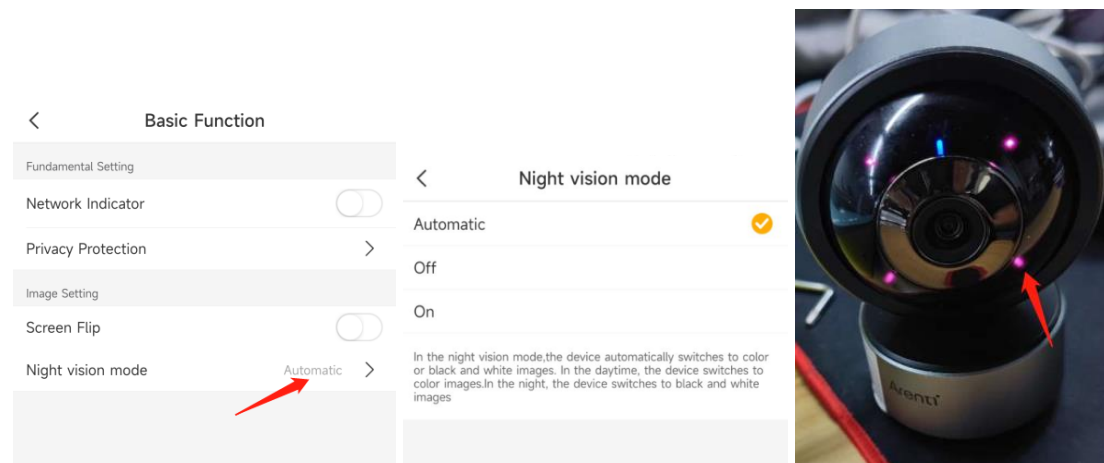 Basic Function
Fundamental Setting
Network Indicator
Privacy Protection
Image Setting
Screen Flip
Night vision mode Automatic
Night vision mode
Automatic
Off
On
In the night vision mode,the device automatically switches to color
or black and white images. In the daytime, the device switches to
color images.In the night, the device switches to black and white
images
Arenti